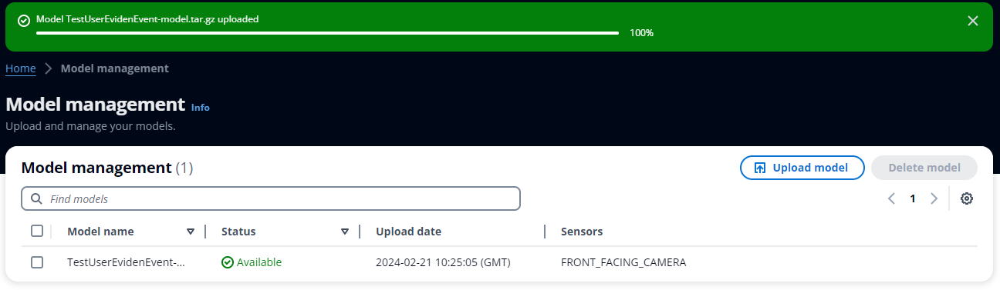 Model TestUserEvidenEvent-model.tar.gz uploaded
100%
Home > Model management
Model management Info
Upload and manage your models.
Model management (1)
Upload model Delete model
Find models
1
Model name Status Upload date Sensors
TestUserEvidenEvent-... Available 2024-02-21 10:25:05 (GMT) FRONT_FACING_CAMERA